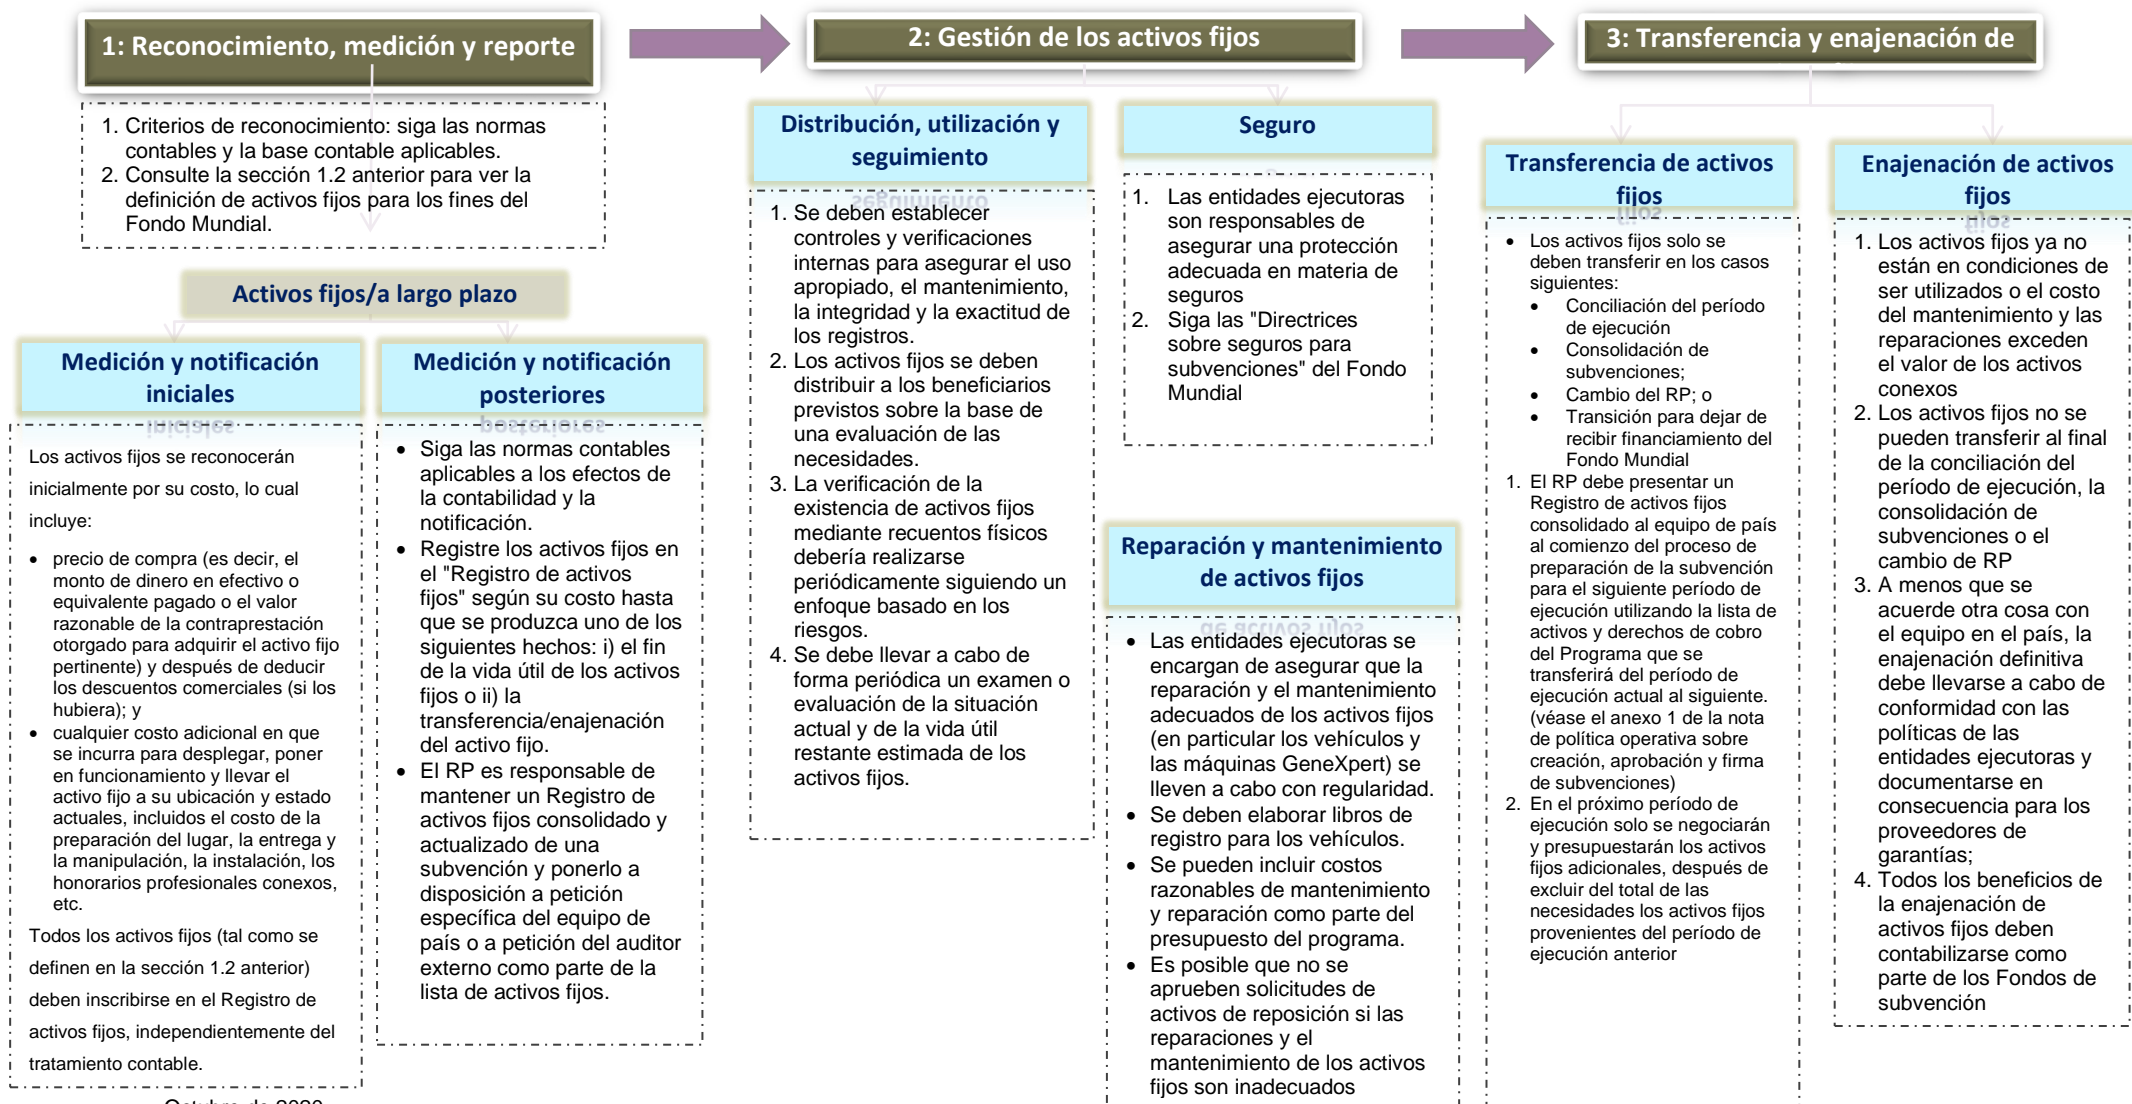 1: Reconocimiento, medición y reporte
2: Gestión de los activos fijos
3: Transferencia y enajenación de
1. Criterios de reconocimiento: siga las normas
contables y la base contable aplicables.
2. Consulte la sección 1.2 anterior para ver la
definición de activos fijos para los fines del
Fondo Mundial.
Activos fijos/a largo plazo
Medición y notificación
iniciales
Los activos fijos se reconocerán
inicialmente por su costo, lo cual
incluye:
• precio de compra (es decir, el
monto de dinero en efectivo o
equivalente pagado o el valor
razonable de la contraprestación
otorgado para adquirir el activo fijo
pertinente) y después de deducir
los descuentos comerciales (si los
hubiera); y
• cualquier costo adicional en que
se incurra para desplegar, poner
en funcionamiento y llevar el
activo fijo a su ubicación y estado
actuales, incluidos el costo de la
preparación del lugar, la entrega y
la manipulación, la instalación, los
honorarios profesionales conexos,
etc.
Todos los activos fijos (tal como se
definen en la sección 1.2 anterior)
deben inscribirse en el Registro de
activos fijos, independientemente del
tratamiento contable.
Medición y notificación
posteriores
• Siga las normas contables
aplicables a los efectos de
la contabilidad y la
notificación.
• Registre los activos fijos en
el "Registro de activos
fijos" según su costo hasta
que se produzca uno de los
siguientes hechos: i) el fin
de la vida útil de los activos
fijos o ii) la
transferencia/enajenación
del activo fijo.
• El RP es responsable de
mantener un Registro de
activos fijos consolidado y
actualizado de una
subvención y ponerlo a
disposición a petición
específica del equipo de
país o a petición del auditor
externo como parte de la
lista de activos fijos.
Distribución, utilización y
seguimiento
1. Se deben establecer
controles y verificaciones
internas para asegurar el uso
apropiado, el mantenimiento,
la integridad y la exactitud de
los registros.
2. Los activos fijos se deben
distribuir a los beneficiarios
previstos sobre la base de
una evaluación de las
necesidades.
3. La verificación de la
existencia de activos fijos
mediante recuentos físicos
debería realizarse
periódicamente siguiendo un
enfoque basado en los
riesgos.
4. Se debe llevar a cabo de
forma periódica un examen o
evaluación de la situación
actual y de la vida útil
restante estimada de los
activos fijos.
Seguro
1. Las entidades ejecutoras
son responsables de
asegurar una protección
adecuada en materia de
seguros
2. Siga las "Directrices
sobre seguros para
subvenciones" del Fondo
Mundial
Reparación y mantenimiento
de activos fijos
• Las entidades ejecutoras se
encargan de asegurar que la
reparación y el mantenimiento
adecuados de los activos fijos
(en particular los vehículos y
las máquinas GeneXpert) se
lleven a cabo con regularidad.
• Se deben elaborar libros de
registro para los vehículos.
• Se pueden incluir costos
razonables de mantenimiento
y reparación como parte del
presupuesto del programa.
• Es posible que no se
aprueben solicitudes de
activos de reposición si las
reparaciones y el
mantenimiento de los activos
fijos son inadecuados
Transferencia de activos
fijos
• Los activos fijos solo se
deben transferir en los casos
siguientes:
• Conciliación del período
de ejecución
• Consolidación de
subvenciones;
• Cambio del RP; o
• Transición para dejar de
recibir financiamiento del
Fondo Mundial
1. El RP debe presentar un
Registro de activos fijos
consolidado al equipo de país
al comienzo del proceso de
preparación de la subvención
para el siguiente período de
ejecución utilizando la lista de
activos y derechos de cobro
del Programa que se
transferirá del período de
ejecución actual al siguiente.
(véase el anexo 1 de la nota
de política operativa sobre
creación, aprobación y firma
de subvenciones)
2. En el próximo período de
ejecución solo se negociarán
y presupuestarán los activos
fijos adicionales, después de
excluir del total de las
necesidades los activos fijos
provenientes del período de
ejecución anterior
Enajenación de activos
fijos
1. Los activos fijos ya no
están en condiciones de
ser utilizados o el costo
del mantenimiento y las
reparaciones exceden
el valor de los activos
conexos
2. Los activos fijos no se
pueden transferir al final
de la conciliación del
período de ejecución, la
consolidación de
subvenciones o el
cambio de RP
3. A menos que se
acuerde otra cosa con
el equipo en el país, la
enajenación definitiva
debe llevarse a cabo de
conformidad con las
políticas de las
entidades ejecutoras y
documentarse en
consecuencia para los
proveedores de
garantías;
4. Todos los beneficios de
la enajenación de
activos fijos deben
contabilizarse como
parte de los Fondos de
subvención